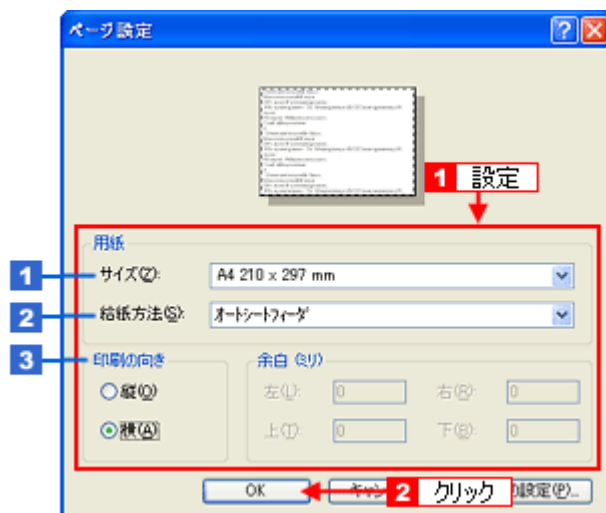 ページ設定
1 設定
用紙
1 サイズ(Z): A4 210 x 297 mm
2 給紙方法(S): オートシートフィーダ
3 印刷の向き
縦(O)
横(A)
余白 (ミリ)
左(L): 0 右(R): 0
上(T): 0 下(B): 0
OK
2 クリック
の設定(P)...